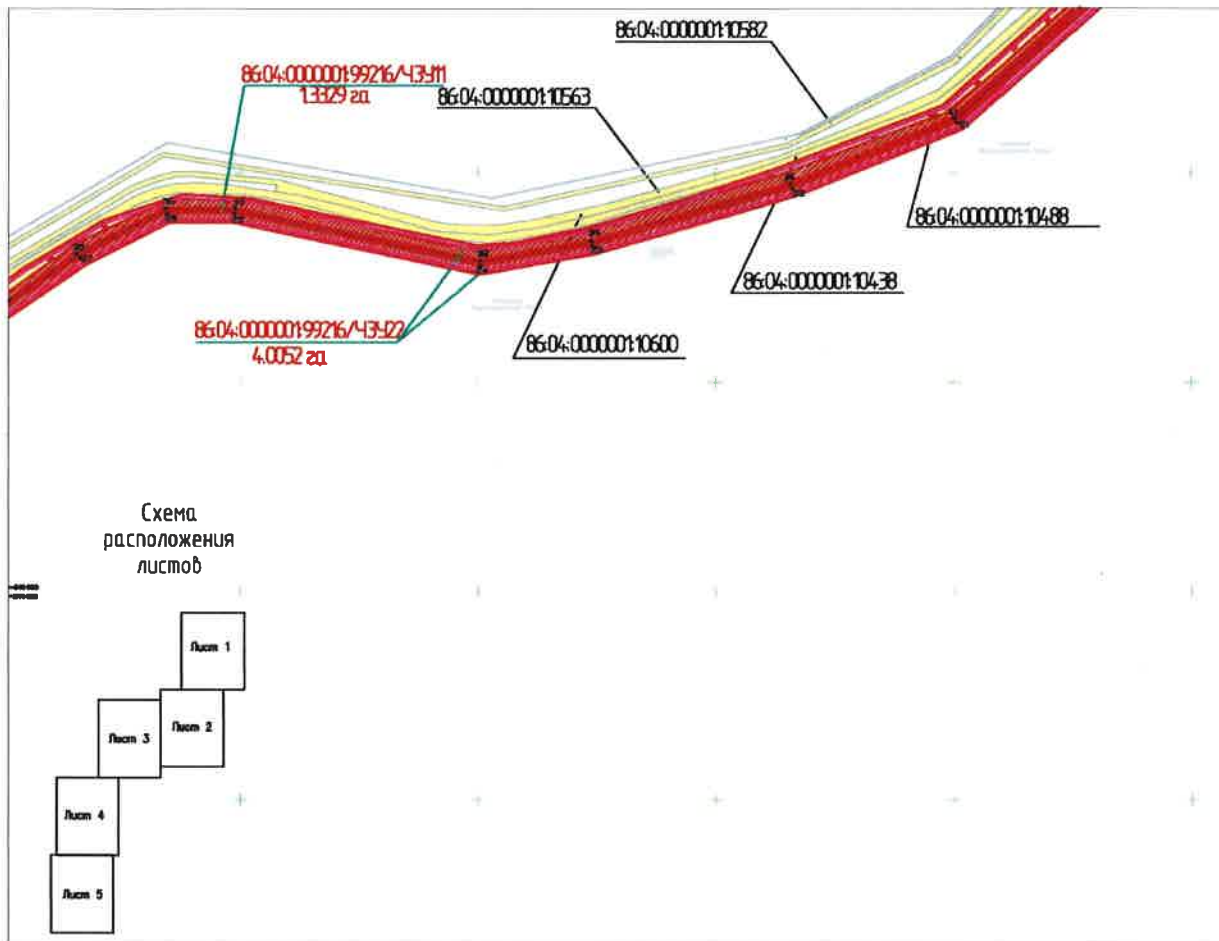 86:04:0000001:10582
86:04:0000001:99216/ЧЗУ11
1.3329 га
86:04:0000001:10563
86:04:0000001:10488
86:04:0000001:10438
86:04:0000001:99216/ЧЗУ22
4.0052 га
86:04:0000001:10600
Схема
расположения
листов
Лист 1
Лист 2
Лист 3
Лист 4
Лист 5